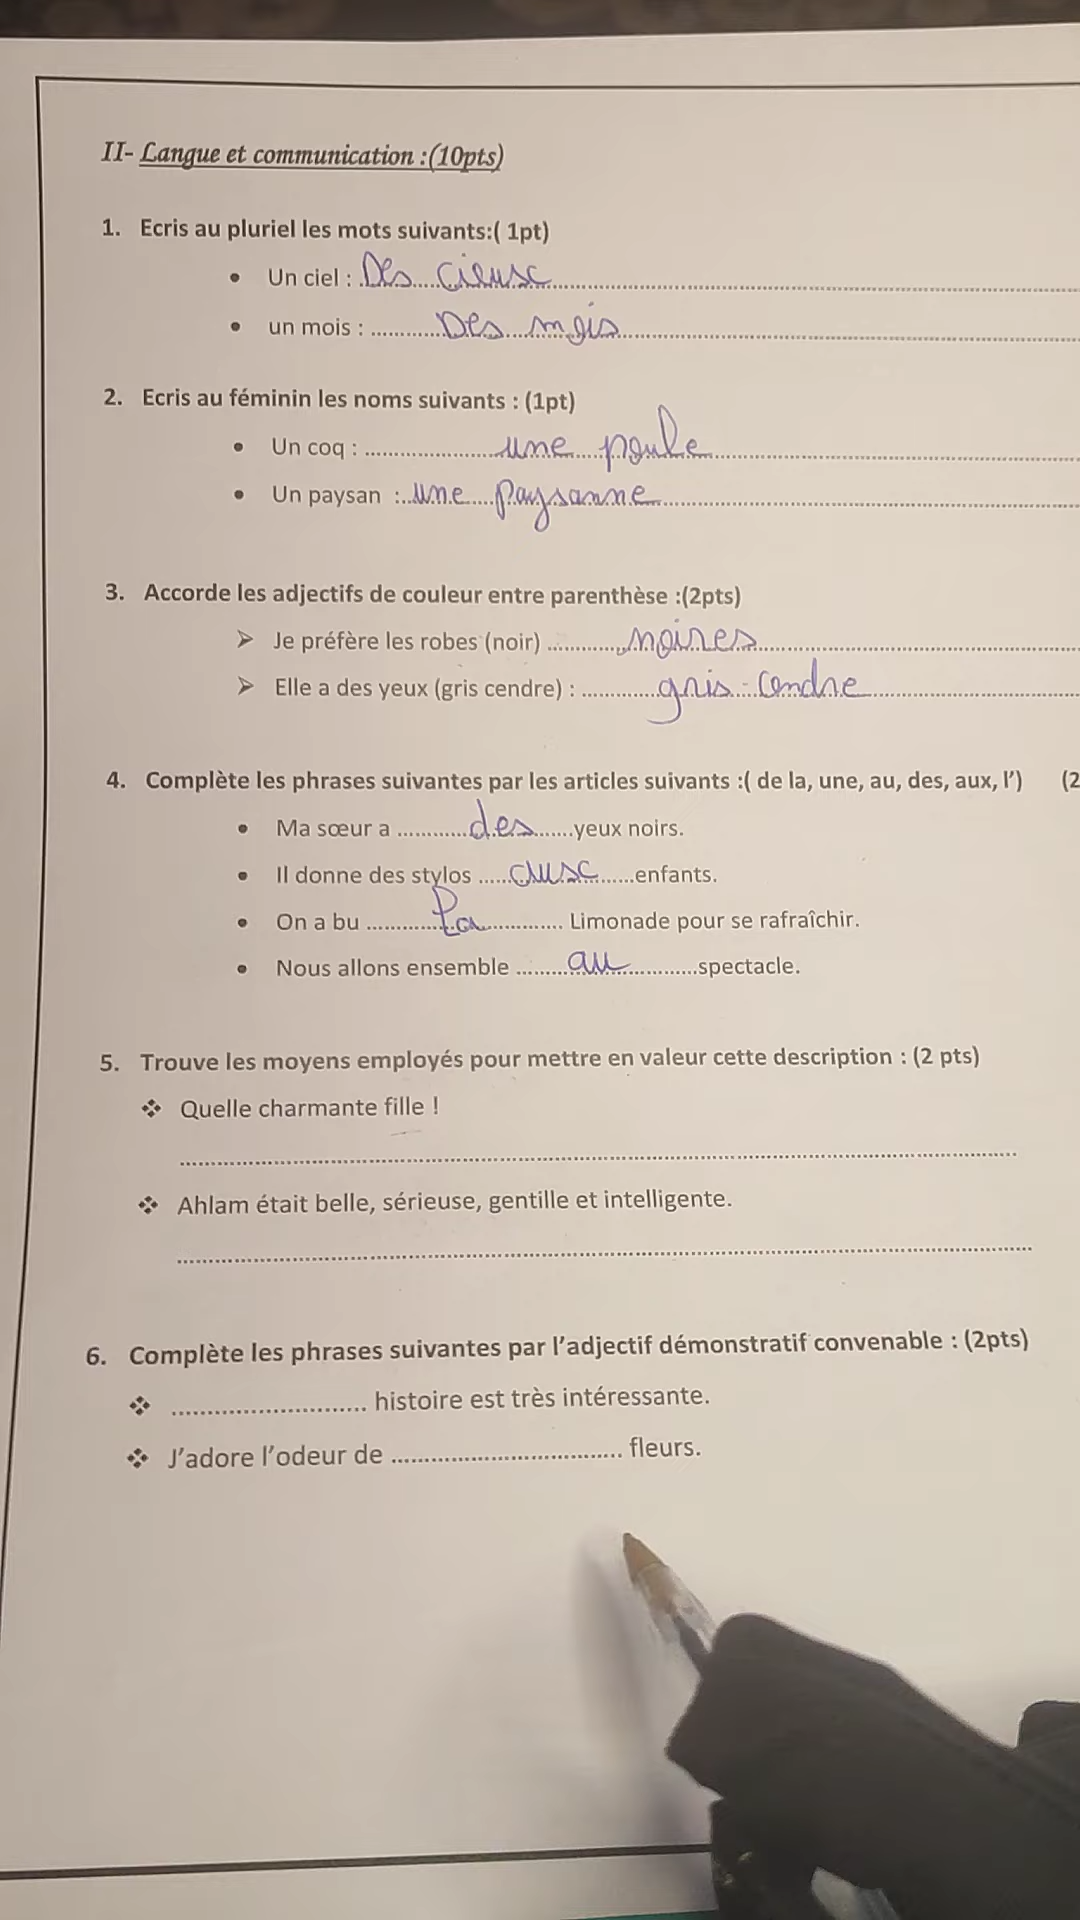 II- Langue et communication :(10pts)
1. Ecris au pluriel les mots suivants:( 1pt)
• Un ciel : Des cieux
• un mois : Des mois
2. Ecris au féminin les noms suivants : (1pt)
• Un coq : une poule
• Un paysan : une paysanne
3. Accorde les adjectifs de couleur entre parenthèse :(2pts)
➢ Je préfère les robes (noir) noires
➢ Elle a des yeux (gris cendre) : gris-cendre
4. Complète les phrases suivantes par les articles suivants :( de la, une, au, des, aux, l’) (2
• Ma sœur a des yeux noirs.
• Il donne des stylos aux enfants.
• On a bu la Limonade pour se rafraîchir.
• Nous allons ensemble au spectacle.
5. Trouve les moyens employés pour mettre en valeur cette description : (2 pts)
❖ Quelle charmante fille !
❖ Ahlam était belle, sérieuse, gentille et intelligente.
6. Complète les phrases suivantes par l’adjectif démonstratif convenable : (2pts)
❖ ........................... histoire est très intéressante.
❖ J’adore l’odeur de ................................ fleurs.